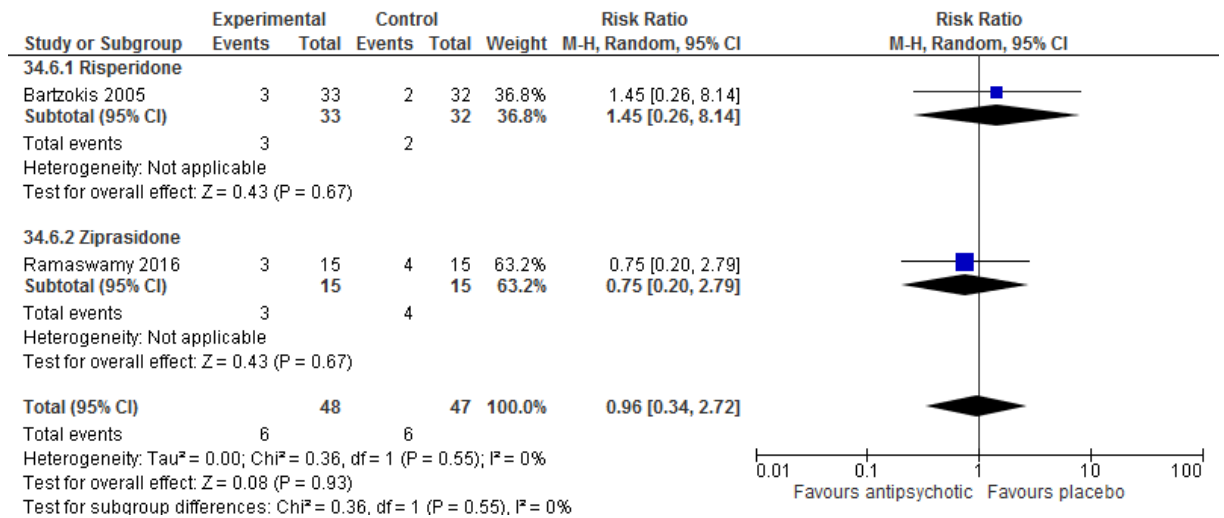 Experimental Control Risk Ratio Risk Ratio
Study or Subgroup Events Total Events Total Weight M-H, Random, 95% CI M-H, Random, 95% CI
34.6.1 Risperidone
Bartzokis 2005 3 33 2 32 36.8% 1.45 [0.26, 8.14]
Subtotal (95% CI) 33 32 36.8% 1.45 [0.26, 8.14]
Total events 3 2
Heterogeneity: Not applicable
Test for overall effect: Z = 0.43 (P = 0.67)
34.6.2 Ziprasidone
Ramaswamy 2016 3 15 4 15 63.2% 0.75 [0.20, 2.79]
Subtotal (95% CI) 15 15 63.2% 0.75 [0.20, 2.79]
Total events 3 4
Heterogeneity: Not applicable
Test for overall effect: Z = 0.43 (P = 0.67)
Total (95% CI) 48 47 100.0% 0.96 [0.34, 2.72]
Total events 6 6
Heterogeneity: Tau² = 0.00; Chi² = 0.36, df = 1 (P = 0.55); I² = 0%
Test for overall effect: Z = 0.08 (P = 0.93)
Test for subgroup differences: Chi² = 0.36, df = 1 (P = 0.55), I² = 0%
0.01 0.1 1 10 100
Favours antipsychotic Favours placebo